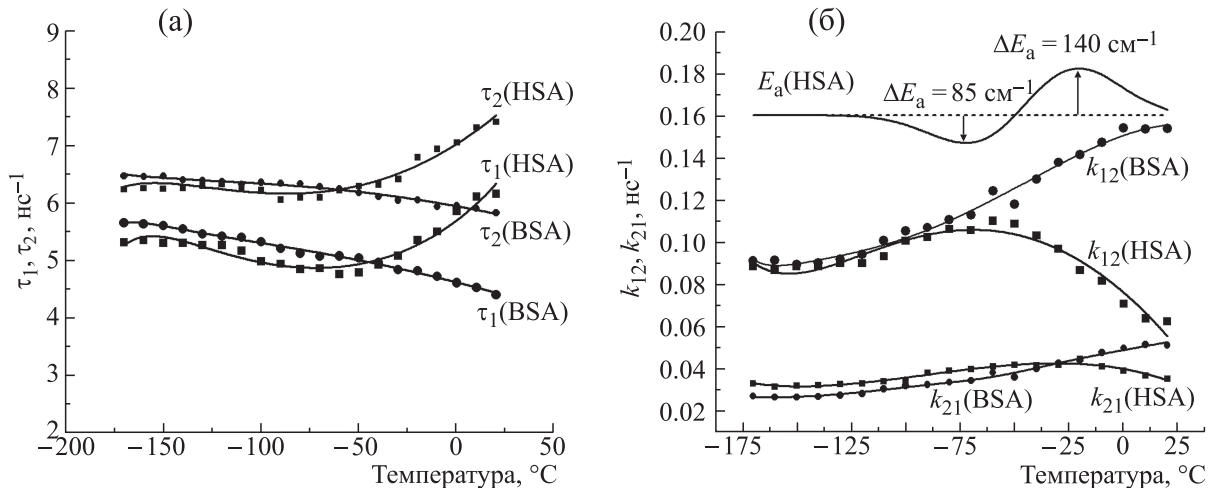 (а)
9
8
7
6
5
4
3
2
τ₁, τ₂, нс⁻¹
τ₂(HSA)
τ₁(HSA)
τ₂(BSA)
τ₁(BSA)
−200 −150 −100 −50 0 50
Температура, °C
(б)
0.20
0.18
0.16
0.14
0.12
0.10
0.08
0.06
0.04
0.02
k₁₂, k₂₁, нс⁻¹
ΔEₐ = 140 см⁻¹
Eₐ(HSA)
ΔEₐ = 85 см⁻¹
k₁₂(BSA)
k₁₂(HSA)
k₂₁(BSA)
k₂₁(HSA)
−175 −125 −75 −25 0 25
Температура, °C